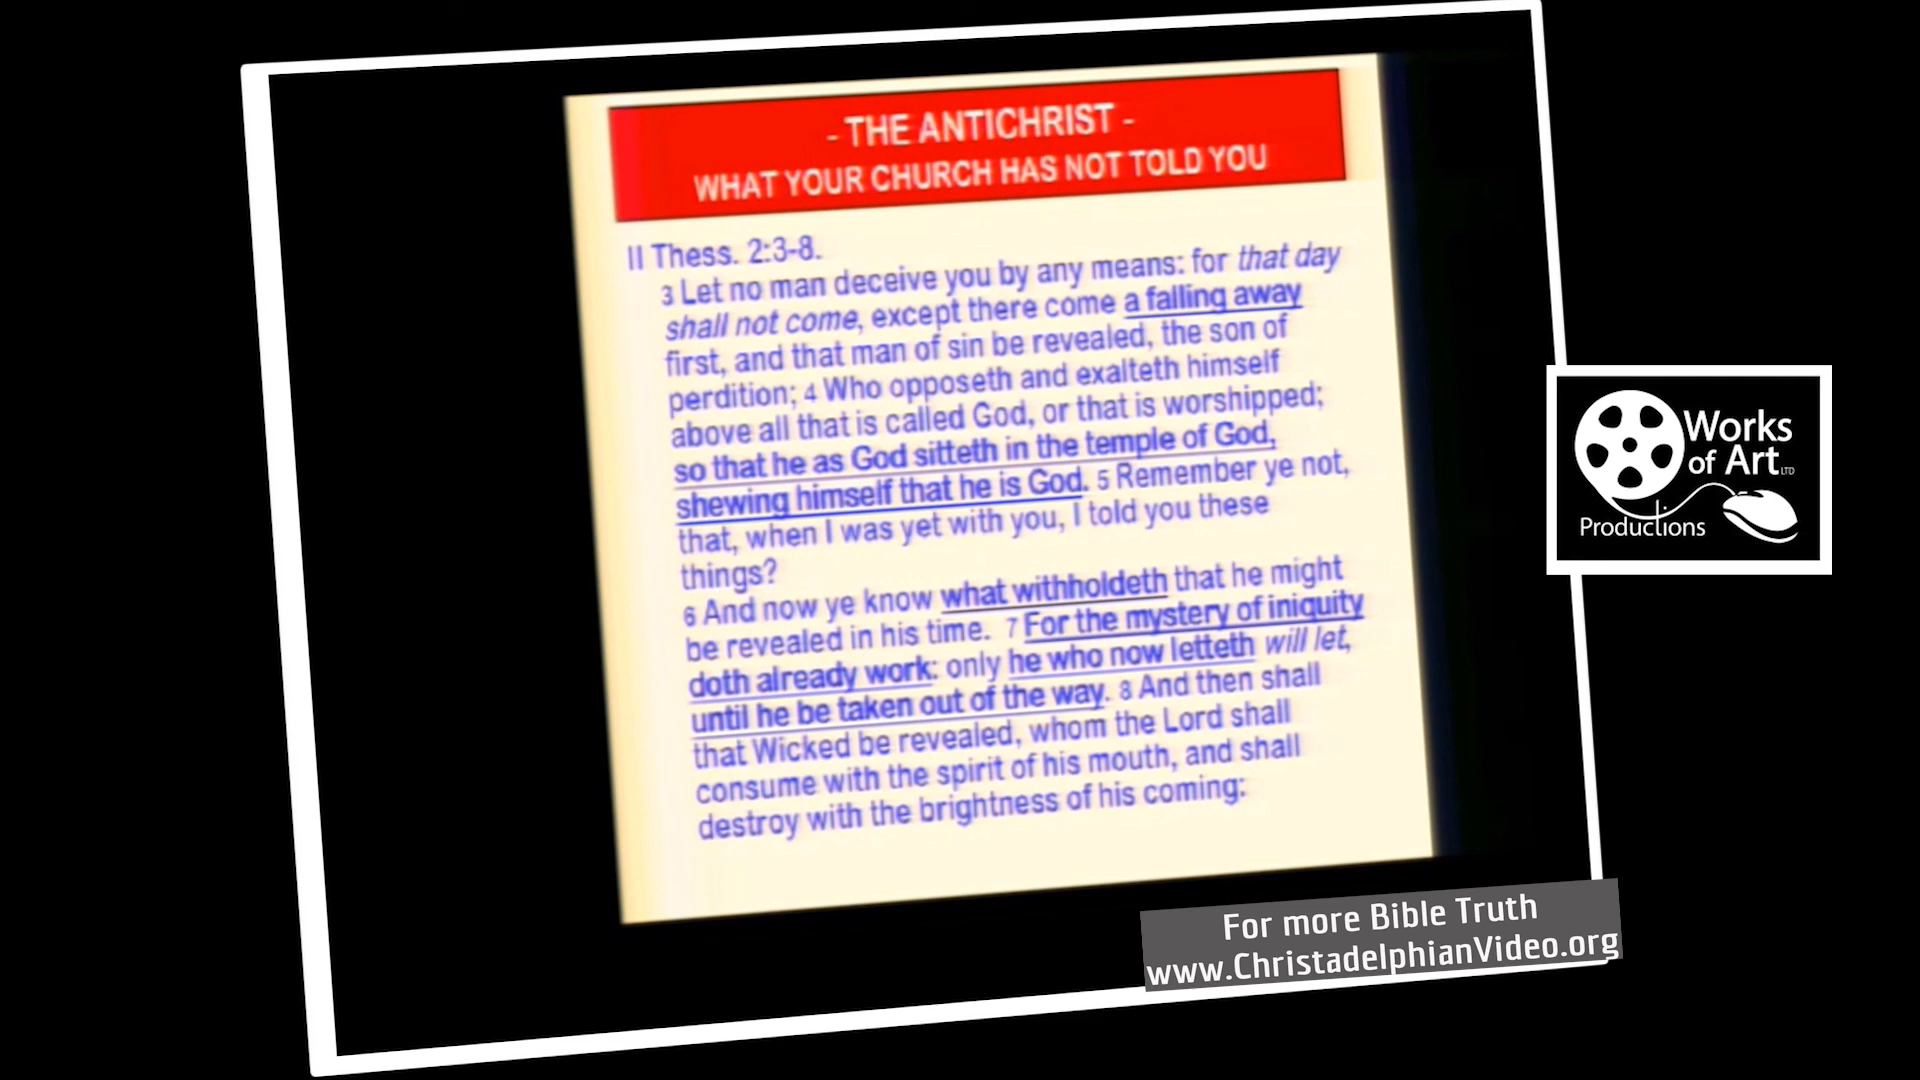 - THE ANTICHRIST -
WHAT YOUR CHURCH HAS NOT TOLD YOU
II Thess. 2:3-8.
3 Let no man deceive you by any means: for that day
shall not come, except there come a falling away
first, and that man of sin be revealed, the son of
perdition; 4 Who opposeth and exalteth himself
above all that is called God, or that is worshipped;
so that he as God sitteth in the temple of God,
shewing himself that he is God. 5 Remember ye not,
that, when I was yet with you, I told you these
things?
6 And now ye know what withholdeth that he might
be revealed in his time. 7 For the mystery of iniquity
doth already work: only he who now letteth will let,
until he be taken out of the way. 8 And then shall
that Wicked be revealed, whom the Lord shall
consume with the spirit of his mouth, and shall
destroy with the brightness of his coming:
Works
of Art LTD
Productions
For more Bible Truth
www.ChristadelphianVideo.org